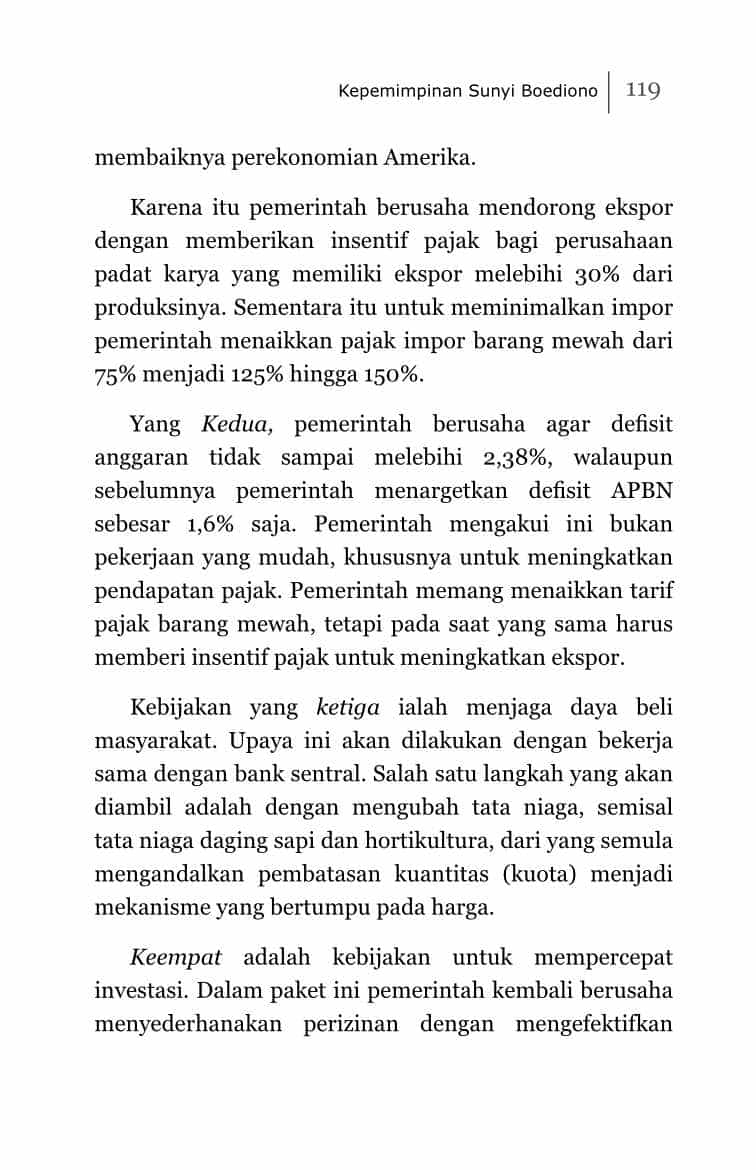 Kepemimpinan Sunyi Boediono 119
membaiknya perekonomian Amerika.
Karena itu pemerintah berusaha mendorong ekspor
dengan memberikan insentif pajak bagi perusahaan
padat karya yang memiliki ekspor melebihi 30% dari
produksinya. Sementara itu untuk meminimalkan impor
pemerintah menaikkan pajak impor barang mewah dari
75% menjadi 125% hingga 150%.
Yang Kedua, pemerintah berusaha agar defisit
anggaran tidak sampai melebihi 2,38%, walaupun
sebelumnya pemerintah menargetkan defisit APBN
sebesar 1,6% saja. Pemerintah mengakui ini bukan
pekerjaan yang mudah, khususnya untuk meningkatkan
pendapatan pajak. Pemerintah memang menaikkan tarif
pajak barang mewah, tetapi pada saat yang sama harus
memberi insentif pajak untuk meningkatkan ekspor.
Kebijakan yang ketiga ialah menjaga daya beli
masyarakat. Upaya ini akan dilakukan dengan bekerja
sama dengan bank sentral. Salah satu langkah yang akan
diambil adalah dengan mengubah tata niaga, semisal
tata niaga daging sapi dan hortikultura, dari yang semula
mengandalkan pembatasan kuantitas (kuota) menjadi
mekanisme yang bertumpu pada harga.
Keempat adalah kebijakan untuk mempercepat
investasi. Dalam paket ini pemerintah kembali berusaha
menyederhanakan perizinan dengan mengefektifkan